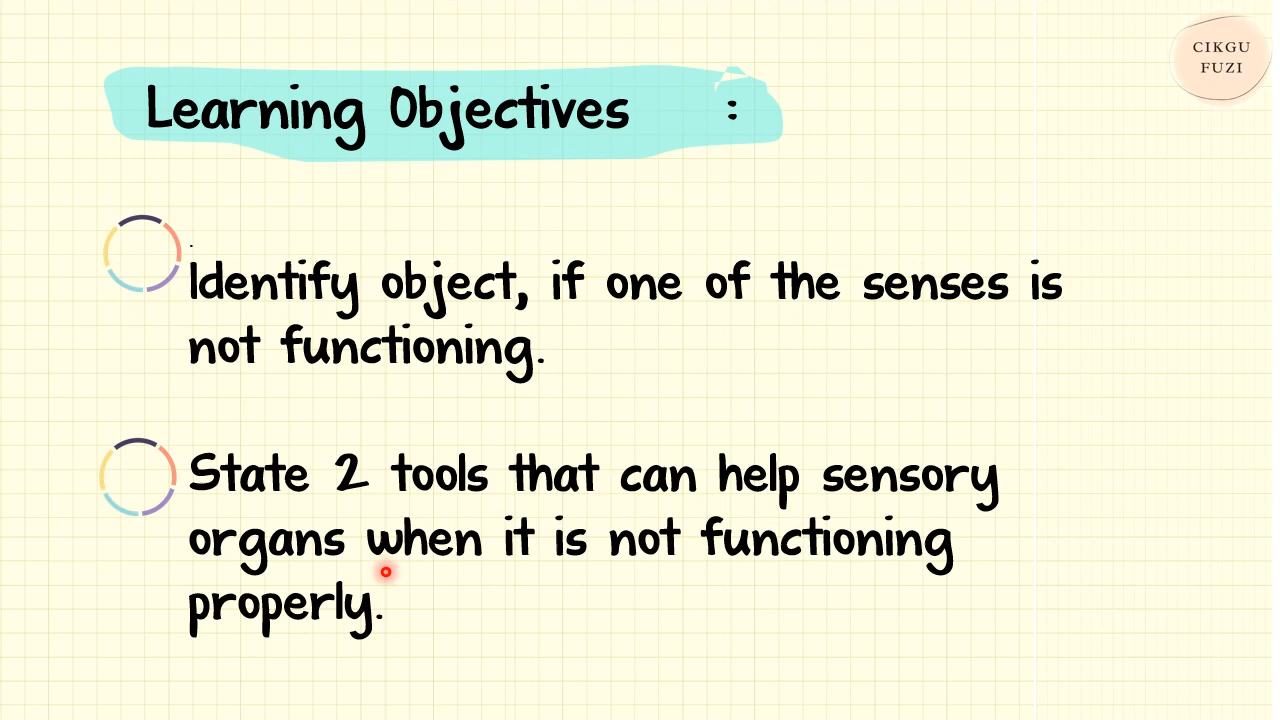 CIKGU
FUZI
Learning Objectives :
.
Identify object, if one of the senses is
not functioning.
State 2 tools that can help sensory
organs when it is not functioning
properly.